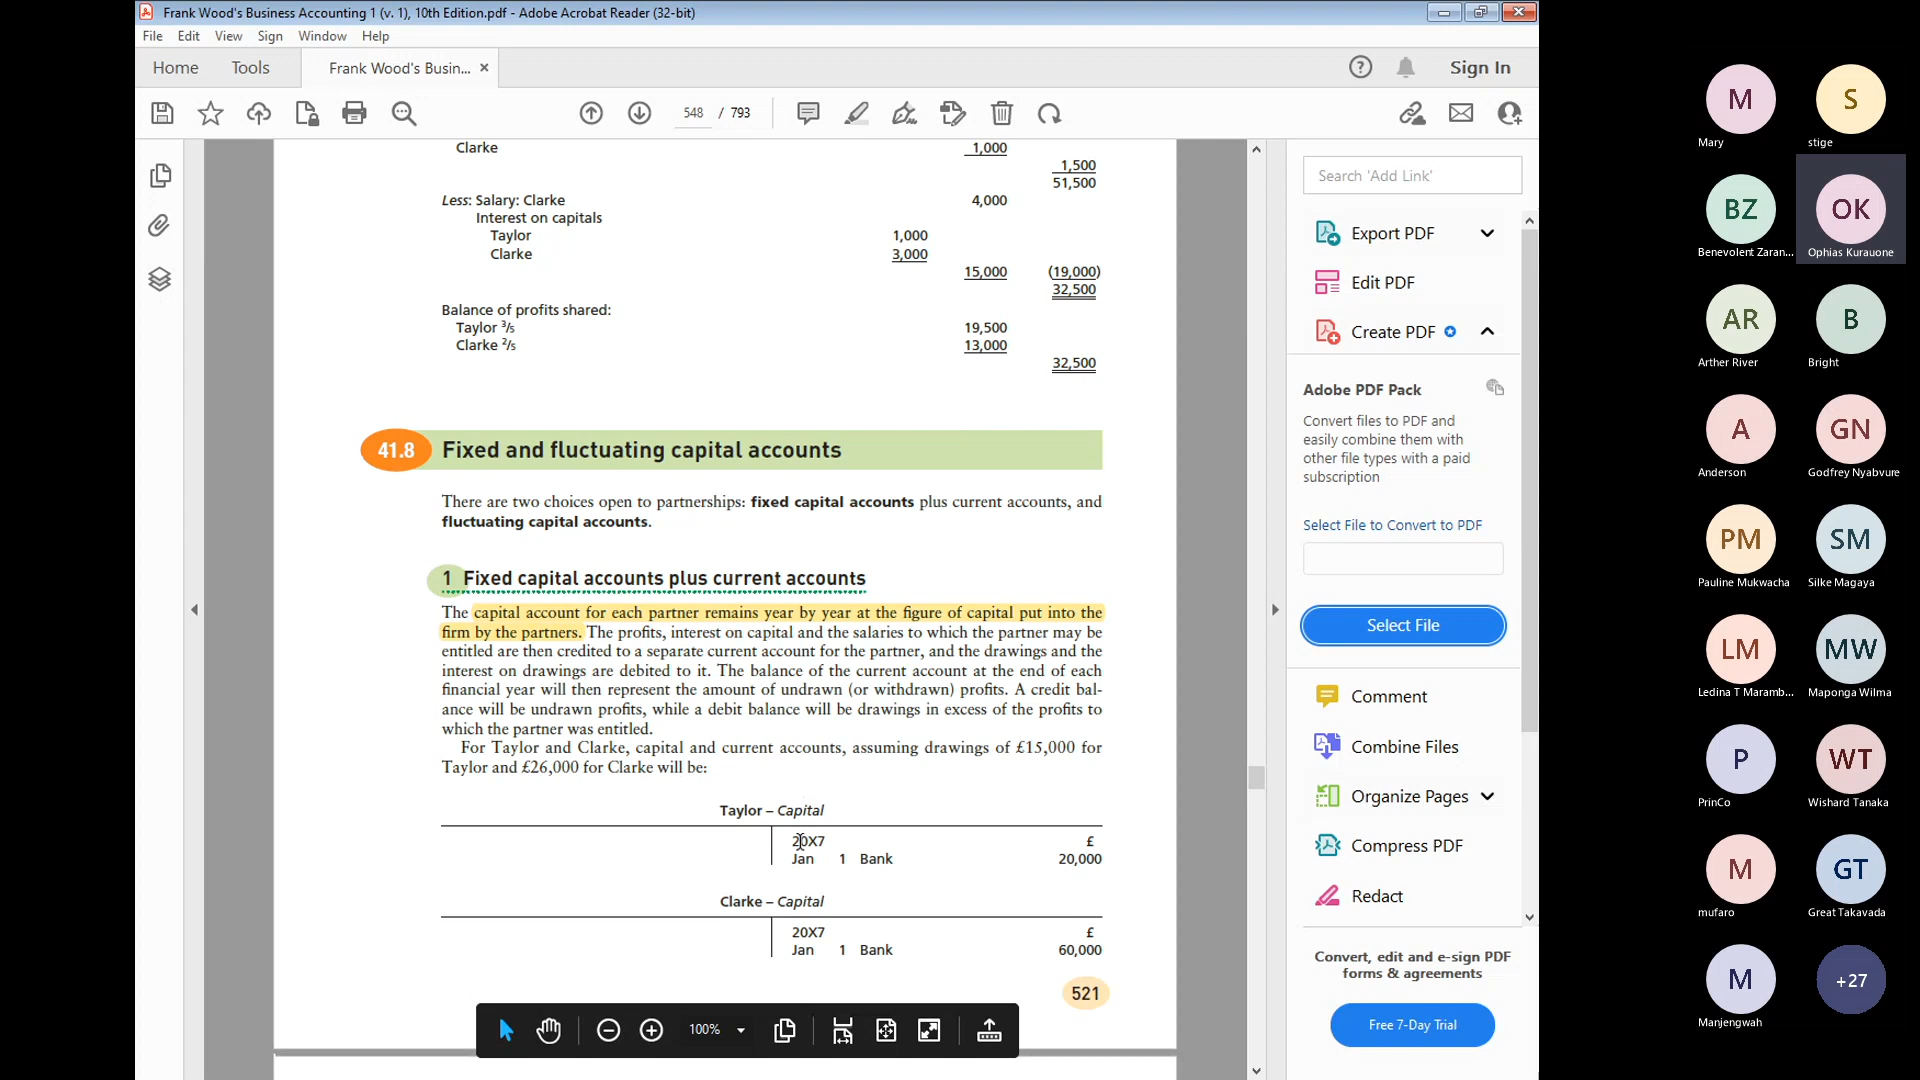 Frank Wood's Business Accounting 1 (v. 1), 10th Edition.pdf - Adobe Acrobat Reader (32-bit)
File Edit View Sign Window Help
Home Tools Frank Wood's Busin... × Sign In
548 / 793
Clarke 1,000
1,500
51,500
Less: Salary: Clarke 4,000
Interest on capitals
Taylor 1,000
Clarke 3,000
15,000 (19,000)
32,500
Balance of profits shared:
Taylor 3/5 19,500
Clarke 2/5 13,000
32,500
41.8 Fixed and fluctuating capital accounts
There are two choices open to partnerships: fixed capital accounts plus current accounts, and
fluctuating capital accounts.
1 Fixed capital accounts plus current accounts
The capital account for each partner remains year by year at the figure of capital put into the
firm by the partners. The profits, interest on capital and the salaries to which the partner may be
entitled are then credited to a separate current account for the partner, and the drawings and the
interest on drawings are debited to it. The balance of the current account at the end of each
financial year will then represent the amount of undrawn (or withdrawn) profits. A credit bal-
ance will be undrawn profits, while a debit balance will be drawings in excess of the profits to
which the partner was entitled.
For Taylor and Clarke, capital and current accounts, assuming drawings of £15,000 for
Taylor and £26,000 for Clarke will be:
Taylor – Capital
20X7 £
Jan 1 Bank 20,000
Clarke – Capital
20X7 £
Jan 1 Bank 60,000
521
100%
Search 'Add Link'
Export PDF
Edit PDF
Create PDF
Adobe PDF Pack
Convert files to PDF and
easily combine them with
other file types with a paid
subscription
Select File to Convert to PDF
Select File
Comment
Combine Files
Organize Pages
Compress PDF
Redact
Convert, edit and e-sign PDF
forms & agreements
Free 7-Day Trial
M S
Mary stige
BZ OK
Benevolent Zaran... Ophias Kurauone
AR B
Arther River Bright
A GN
Anderson Godfrey Nyabvure
PM SM
Pauline Mukwacha Silke Magaya
LM MW
Ledina T Maramb... Maponga Wilma
P WT
PrinCo Wishard Tanaka
M GT
mufaro Great Takavada
M +27
Manjengwah